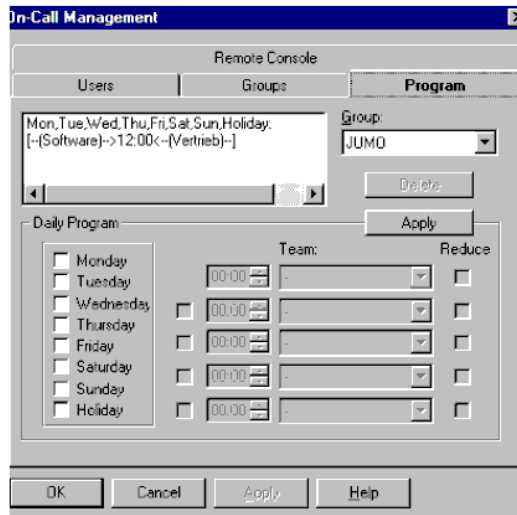 On-Call Management
Remote Console
Users Groups Program
Mon,Tue,Wed,Thu,Fri,Sat,Sun,Holiday:
[--(Software)-->12:00<--(Vertrieb)--]
Group:
JUMO
Delete
Apply
Daily Program
Team: Reduce
Monday
Tuesday
Wednesday
Thursday
Friday
Saturday
Sunday
Holiday
00:00 -
00:00 -
00:00 -
00:00 -
00:00 -
OK Cancel Apply Help